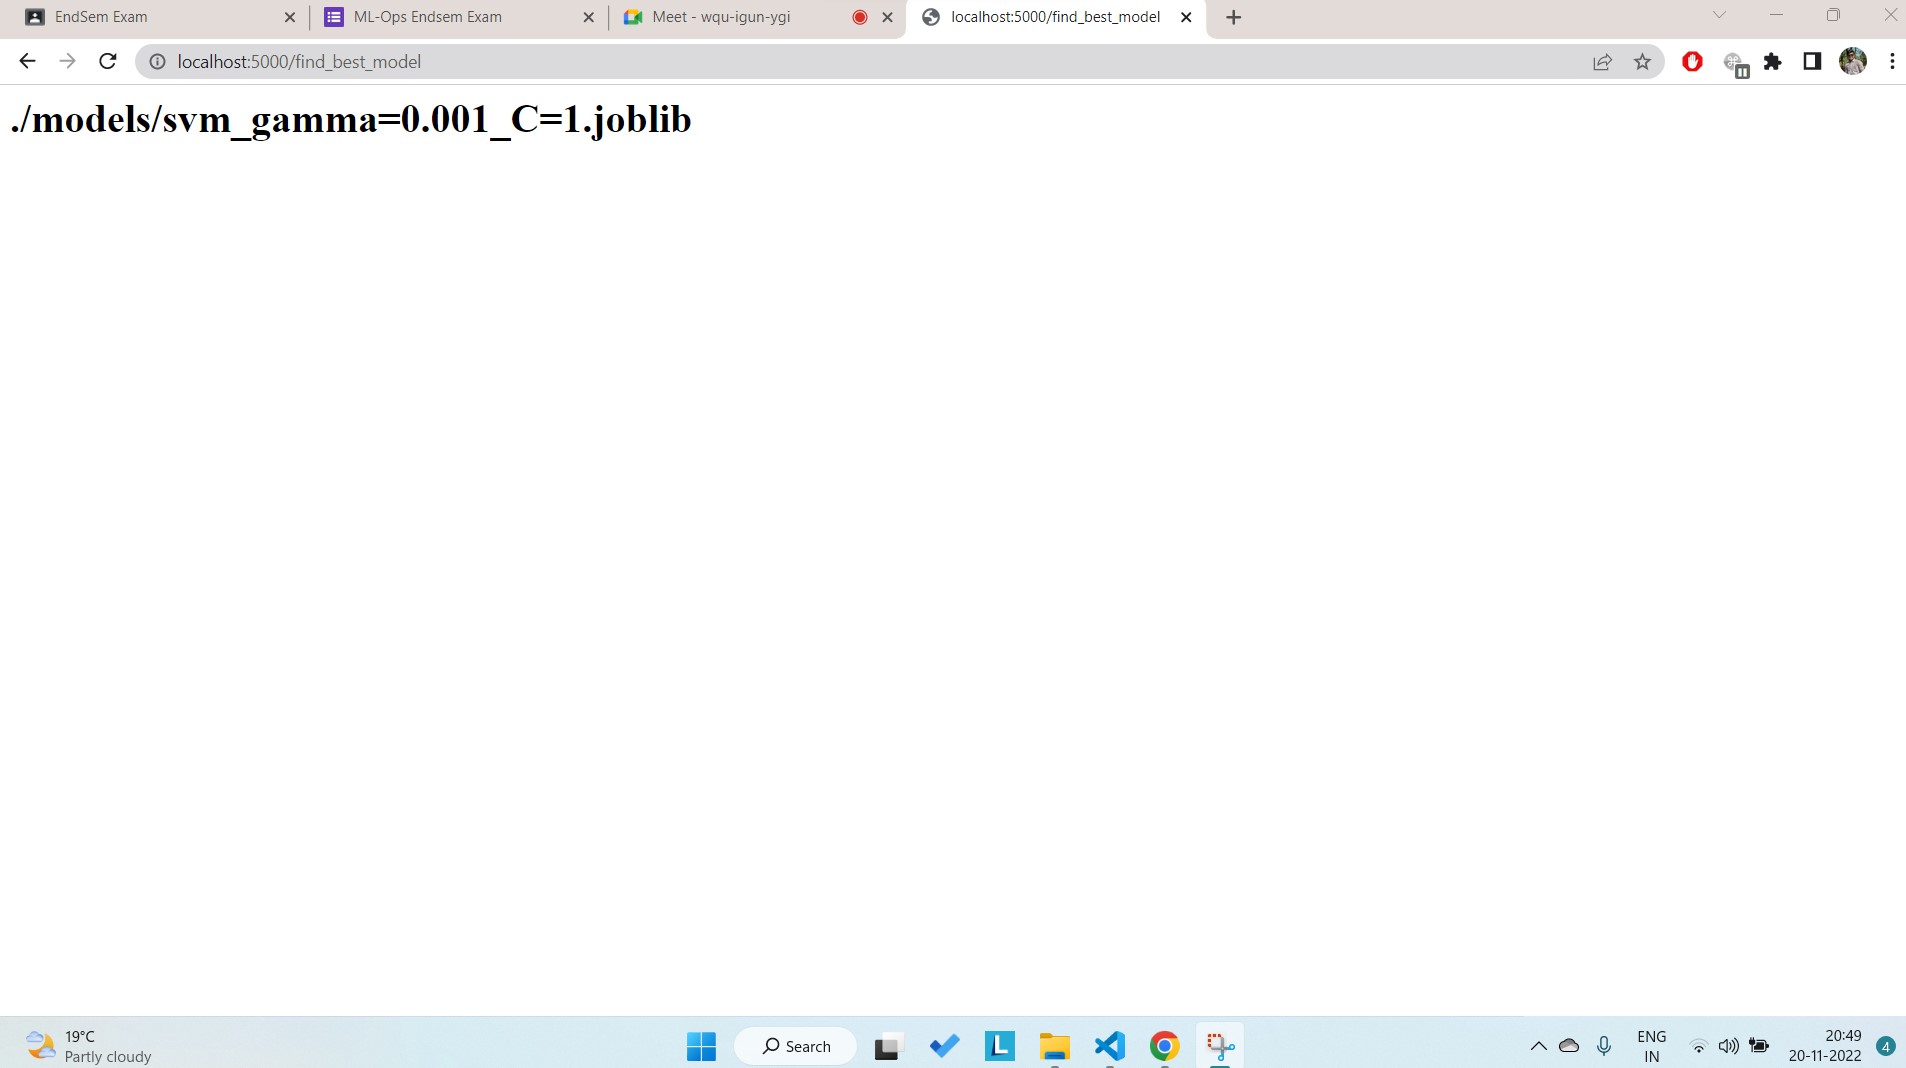 EndSem Exam
ML-Ops Endsem Exam
Meet - wqu-igun-ygi
localhost:5000/find_best_model
localhost:5000/find_best_model
./models/svm_gamma=0.001_C=1.joblib
19°C
Partly cloudy
Search
L
ENG
IN
20:49
20-11-2022
4